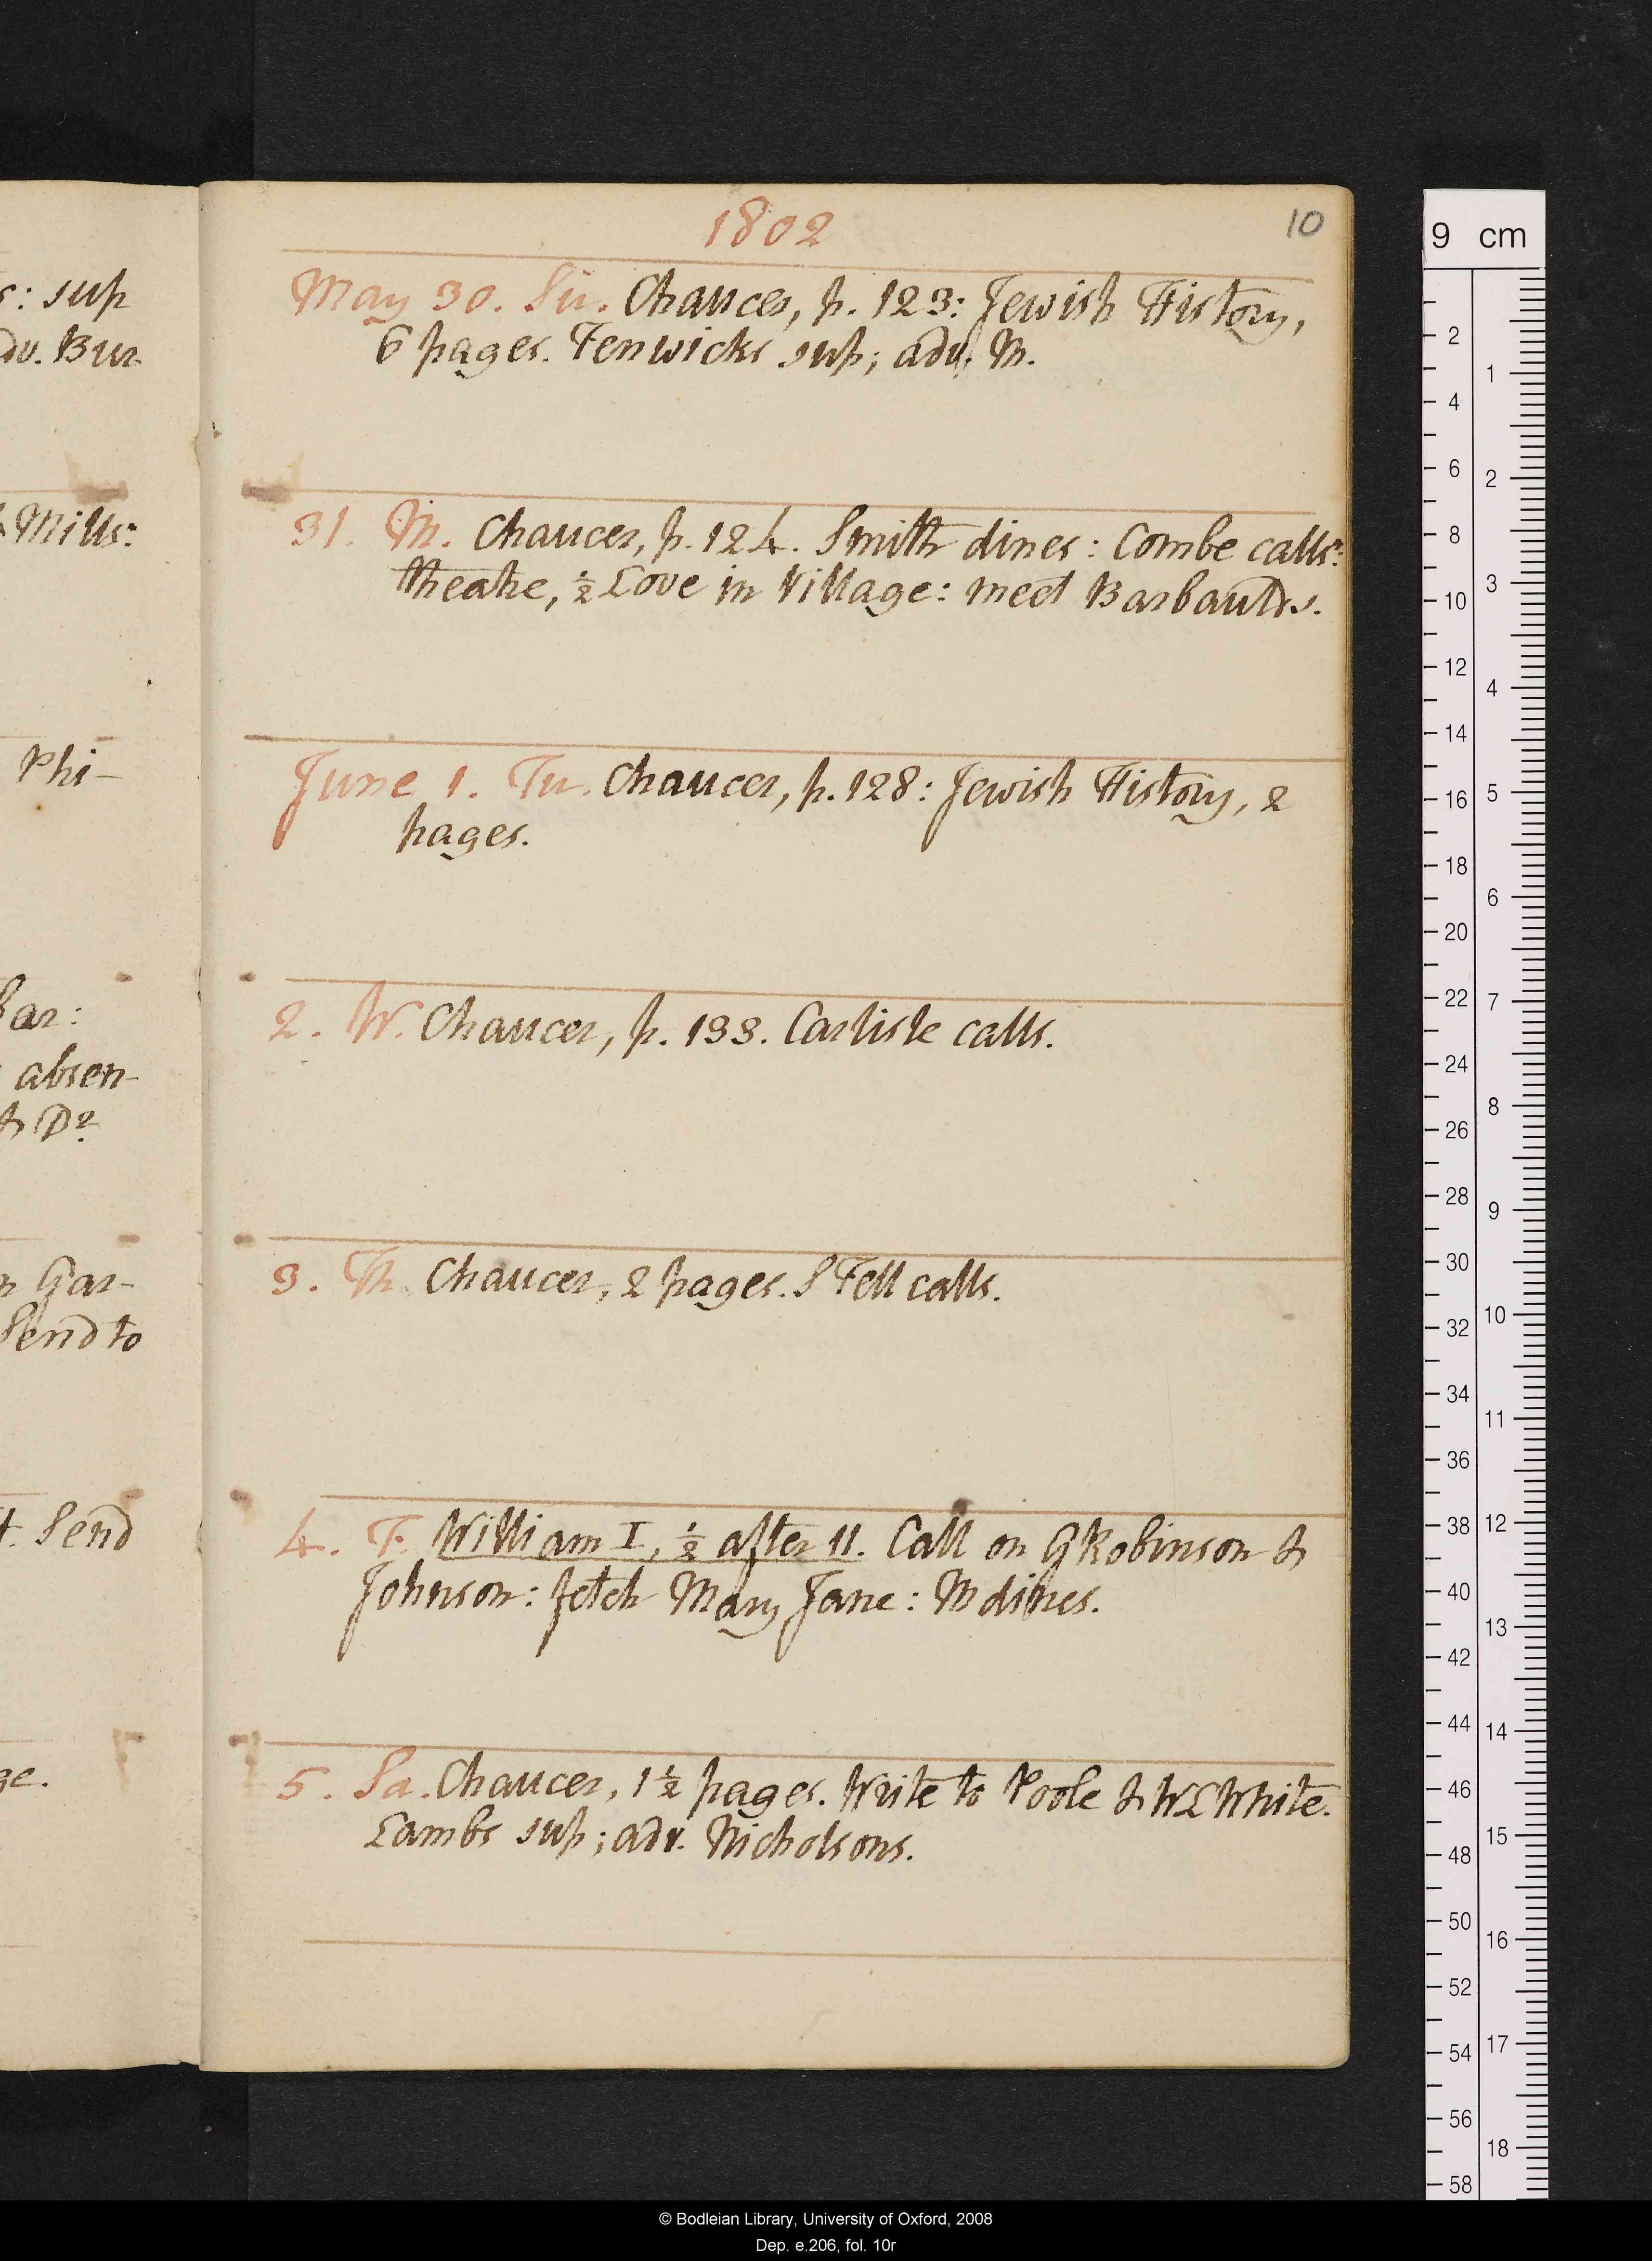 s: sup
adv. Bur
Mills:
Phi-
Bar:
absen-
Gar-
Send to
Send
1802
10
May 30. Su. Chaucer, p. 123: Jewish History,
6 pages. Fenwicks sup; adv. M.
31. M. Chaucer, p. 124. Smith dines: Combe calls:
theatre, ½ Love in Village: meet Barbaulds.
June 1. Tu. Chaucer, p. 128: Jewish History, 2
pages.
2. W. Chaucer, p. 133. Carlisle calls.
3. Th. Chaucer, 2 pages. S Fell calls.
4. F. William I, ½ after 11. Call on G Robinson &
Johnson: fetch Mary Jane: M dines.
5. Sa. Chaucer, 1½ pages. Write to Poole & W L White.
Lambs sup; adv. Nicholsons.
9 cm
2
4
6
8
10
12
14
16
18
20
22
24
26
28
30
32
34
36
38
40
42
44
46
48
50
52
54
56
58
1
2
3
4
5
6
7
8
9
10
11
12
13
14
15
16
17
18
© Bodleian Library, University of Oxford, 2008
Dep. e.206, fol. 10r